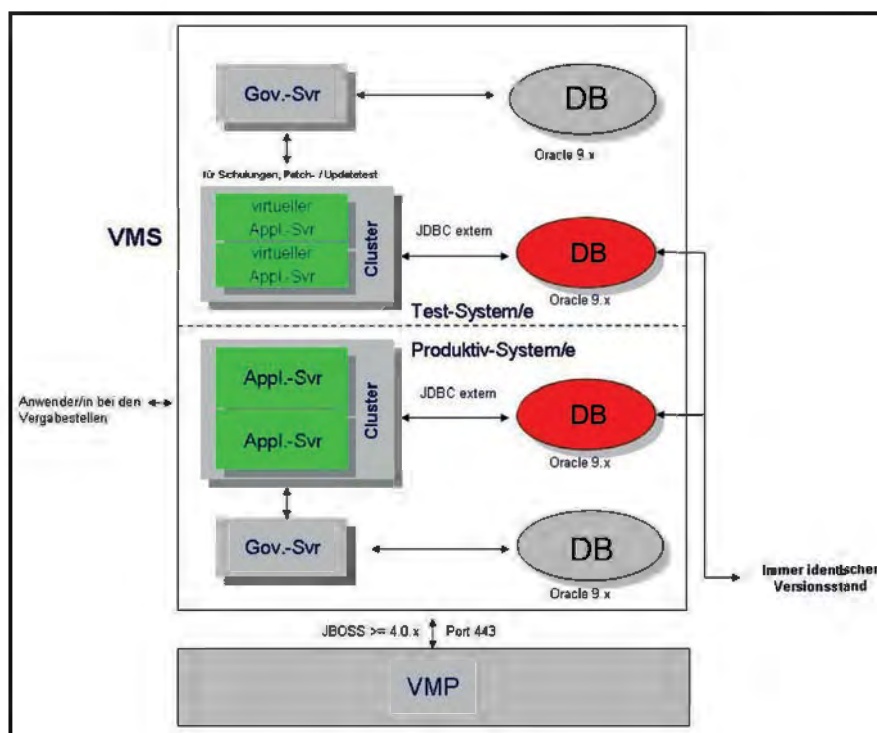 Gov.-Svr
DB
Oracle 9.x
für Schulungen, Patch- / Updatetest
virtueller
Appl.-Svr
virtueller
Appl.-Svr
Cluster
JDBC extern
DB
Oracle 9.x
VMS
Test-System/e
Produktiv-System/e
Appl.-Svr
Appl.-Svr
Cluster
JDBC extern
DB
Oracle 9.x
Anwender/in bei den
Vergabestellen
Gov.-Svr
DB
Oracle 9.x
Immer identischer
Versionsstand
JBOSS >= 4.0.x
Port 443
VMP